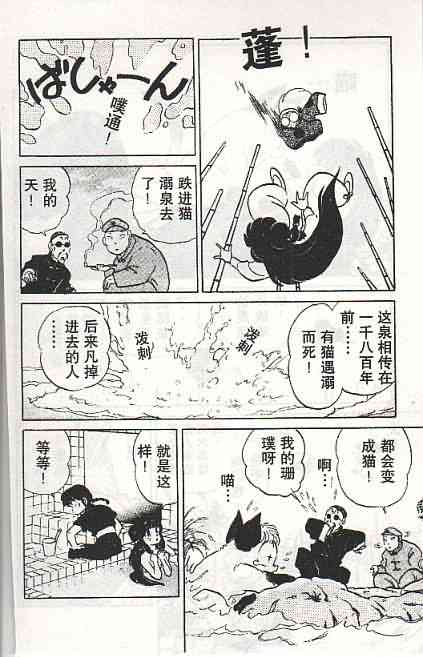 蓬！
ばしゃーん
噗通！
跌进猫
溺泉去
了！
我的
天！
这泉相传在
一千八百年
前……
有猫遇溺
而死！
泼刺
泼刺
后来凡掉
进去的人
……
都会变
成猫！
啊…
我的珊
璞呀！
喵…
就是这
样！
等等！